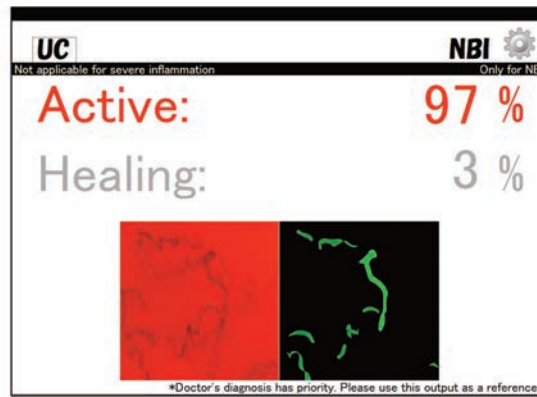 UC
NBI
Not applicable for severe inflammation
Only for NB
Active: 97 %
Healing: 3 %
*Doctor's diagnosis has priority. Please use this output as a reference